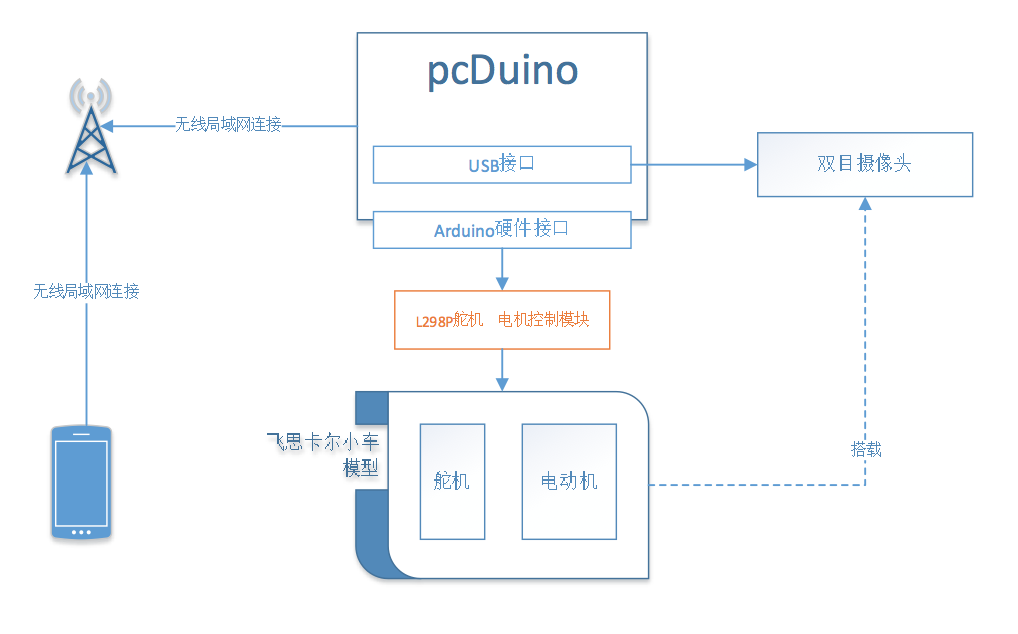 pcDuino
无线局域网连接
USB接口
双目摄像头
Arduino硬件接口
无线局域网连接
L298P舵机 电机控制模块
飞思卡尔小车
模型
搭载
舵机
电动机